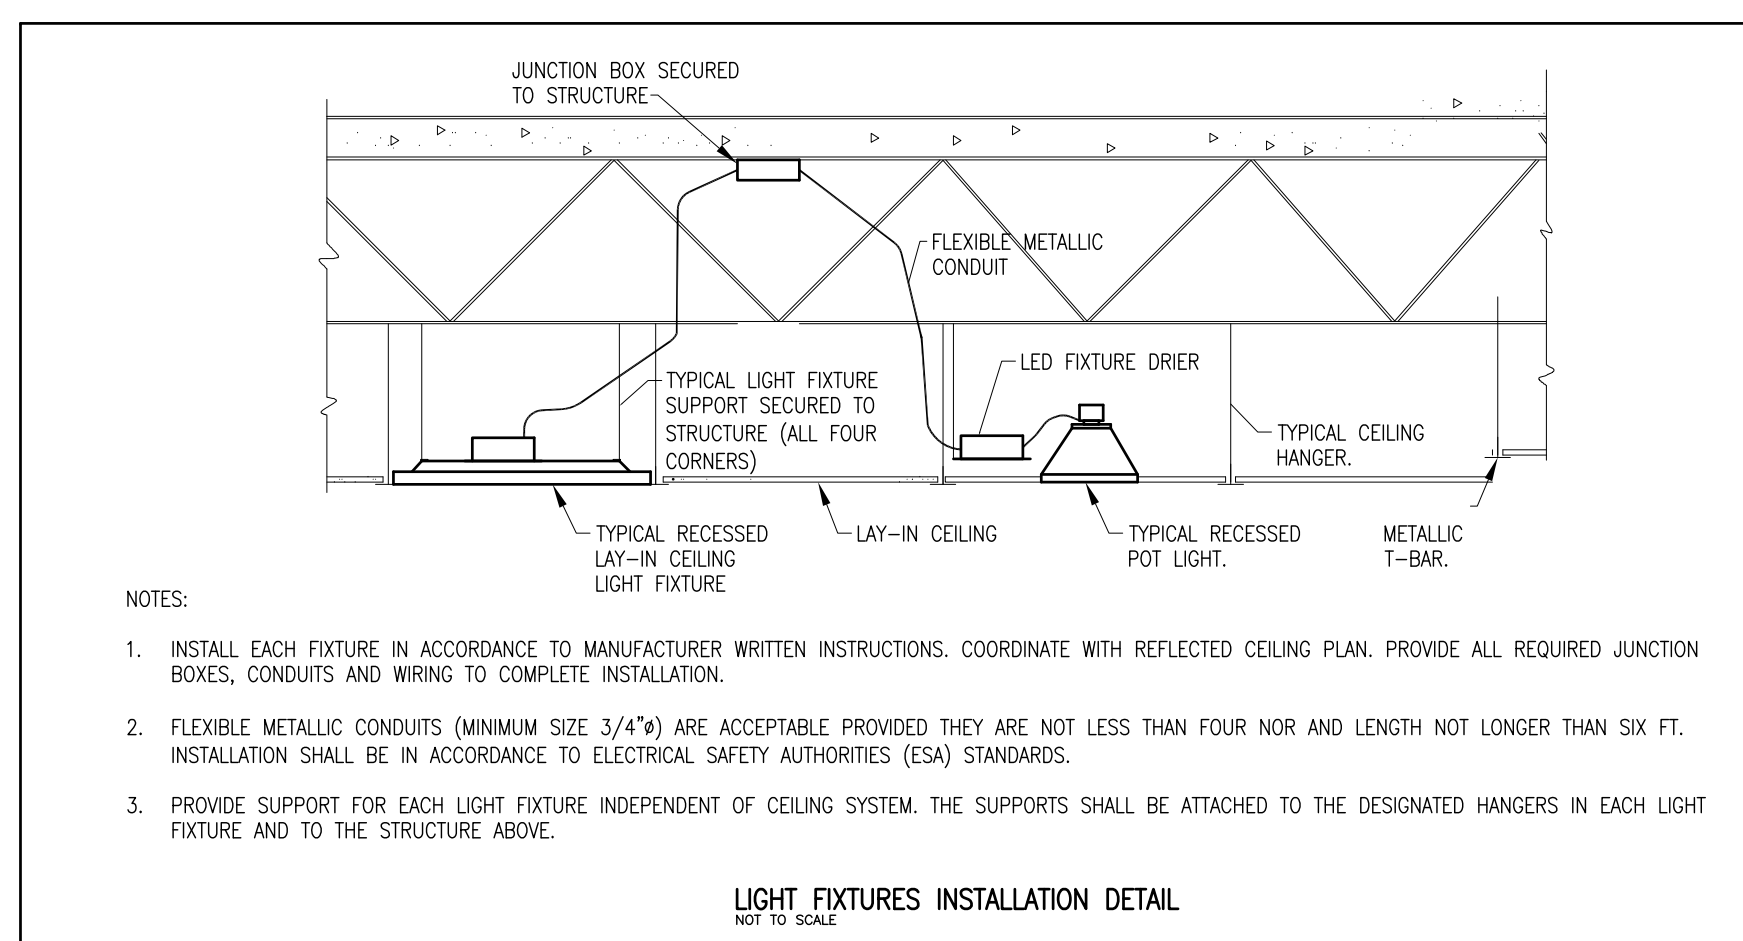 JUNCTION BOX SECURED
TO STRUCTURE
FLEXIBLE METALLIC
CONDUIT
LED FIXTURE DRIER
TYPICAL LIGHT FIXTURE
SUPPORT SECURED TO
STRUCTURE (ALL FOUR
CORNERS)
TYPICAL CEILING
HANGER.
TYPICAL RECESSED
LAY-IN CEILING
LIGHT FIXTURE
LAY-IN CEILING
TYPICAL RECESSED
POT LIGHT.
METALLIC
T-BAR.
NOTES:
1. INSTALL EACH FIXTURE IN ACCORDANCE TO MANUFACTURER WRITTEN INSTRUCTIONS. COORDINATE WITH REFLECTED CEILING PLAN. PROVIDE ALL REQUIRED JUNCTION
BOXES, CONDUITS AND WIRING TO COMPLETE INSTALLATION.
2. FLEXIBLE METALLIC CONDUITS (MINIMUM SIZE 3/4"ø) ARE ACCEPTABLE PROVIDED THEY ARE NOT LESS THAN FOUR NOR AND LENGTH NOT LONGER THAN SIX FT.
INSTALLATION SHALL BE IN ACCORDANCE TO ELECTRICAL SAFETY AUTHORITIES (ESA) STANDARDS.
3. PROVIDE SUPPORT FOR EACH LIGHT FIXTURE INDEPENDENT OF CEILING SYSTEM. THE SUPPORTS SHALL BE ATTACHED TO THE DESIGNATED HANGERS IN EACH LIGHT
FIXTURE AND TO THE STRUCTURE ABOVE.
LIGHT FIXTURES INSTALLATION DETAIL
NOT TO SCALE